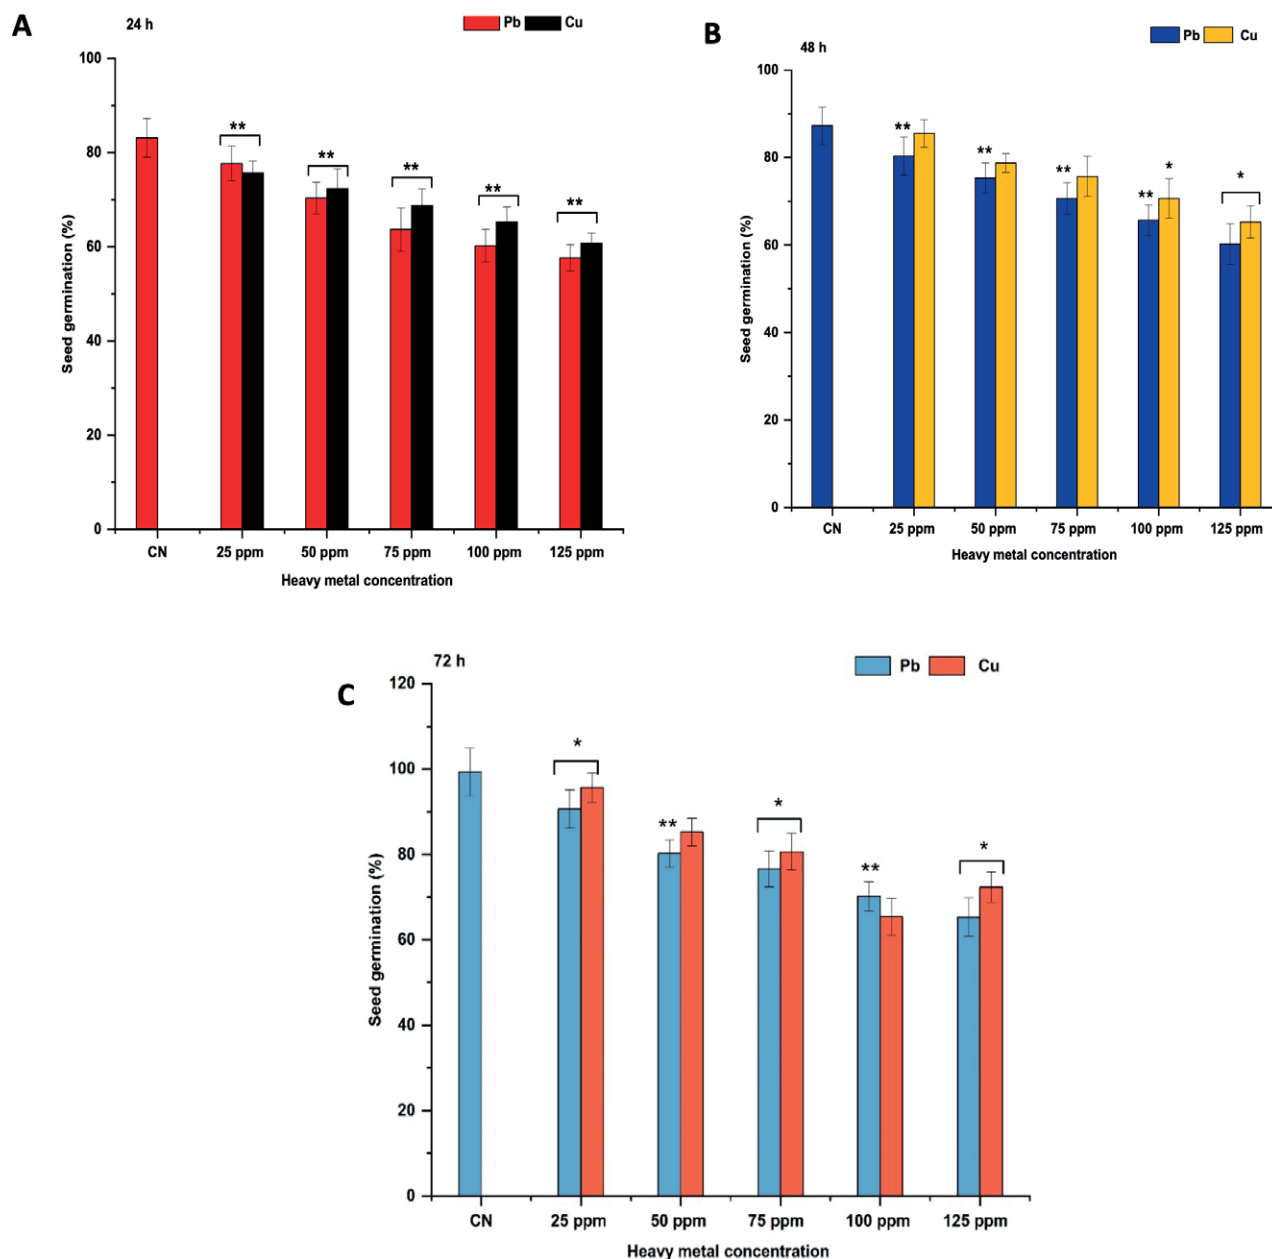 A
24 h
Pb Cu
100
80
60
40
20
0
Seed germination (%)
** ** ** ** **
CN 25 ppm 50 ppm 75 ppm 100 ppm 125 ppm
Heavy metal concentration
B
48 h
Pb Cu
100
80
60
40
20
0
Seed germination (%)
** ** ** ** * *
CN 25 ppm 50 ppm 75 ppm 100 ppm 125 ppm
Heavy metal concentration
C
72 h
Pb Cu
120
100
80
60
40
20
0
Seed germination (%)
* ** * ** *
CN 25 ppm 50 ppm 75 ppm 100 ppm 125 ppm
Heavy metal concentration